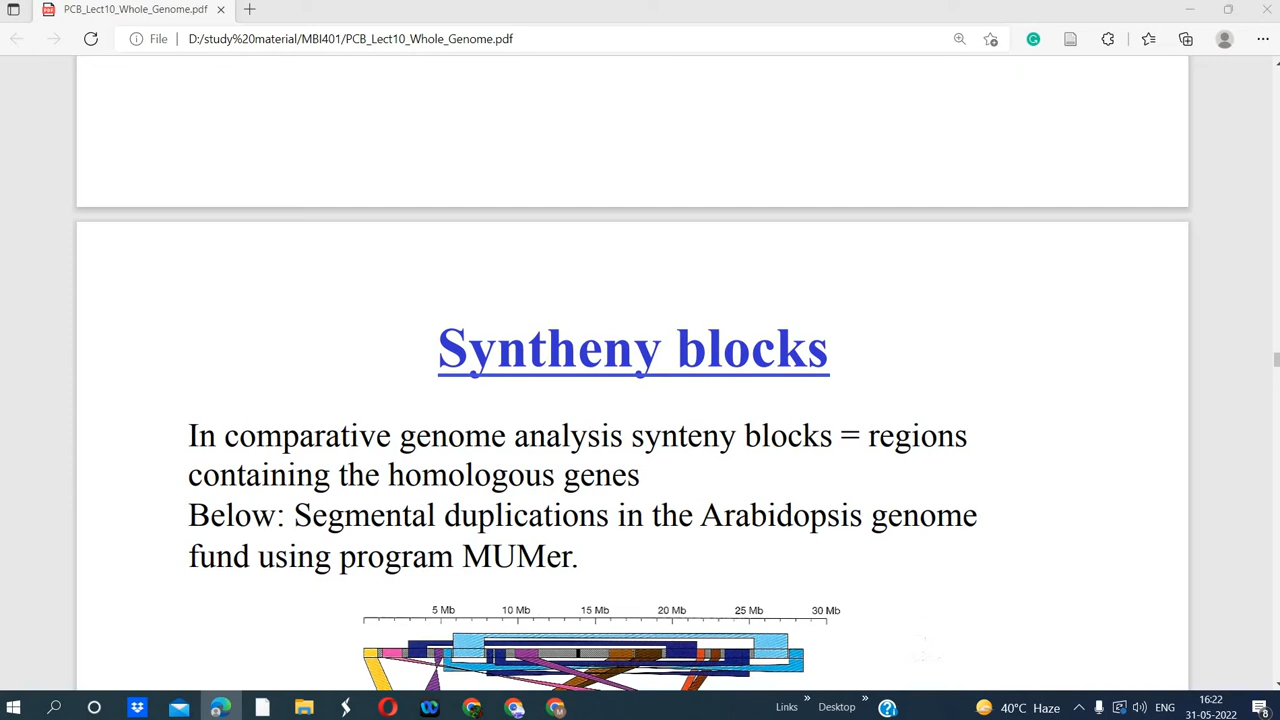 PCB_Lect10_Whole_Genome.pdf
File | D:/study%20material/MBI401/PCB_Lect10_Whole_Genome.pdf
Syntheny blocks
In comparative genome analysis synteny blocks = regions
containing the homologous genes
Below: Segmental duplications in the Arabidopsis genome
fund using program MUMer.
5 Mb 10 Mb 15 Mb 20 Mb 25 Mb 30 Mb
Links » Desktop » 40°C Haze ENG 16:22
31-05-2022 8